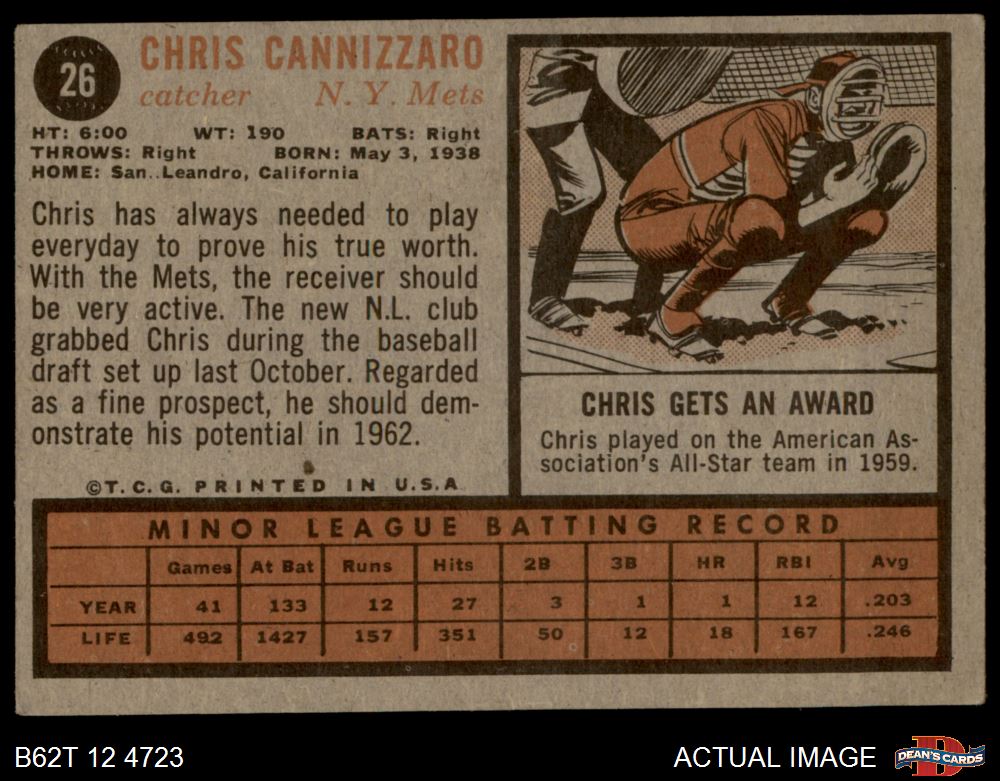 26
CHRIS CANNIZZARO
catcher N. Y. Mets
HT: 6:00 WT: 190 BATS: Right
THROWS: Right BORN: May 3, 1938
HOME: San..Leandro, California
Chris has always needed to play
everyday to prove his true worth.
With the Mets, the receiver should
be very active. The new N.L. club
grabbed Chris during the baseball
draft set up last October. Regarded
as a fine prospect, he should dem-
onstrate his potential in 1962.
©T.C.G. PRINTED IN U.S.A
CHRIS GETS AN AWARD
Chris played on the American As-
sociation's All-Star team in 1959.
MINOR LEAGUE BATTING RECORD
Games At Bat Runs Hits 2B 3B HR RBI Avg
YEAR 41 133 12 27 3 1 1 12 .203
LIFE 492 1427 157 351 50 12 18 167 .246
B62T 12 4723
ACTUAL IMAGE
D
DEAN'S CARDS